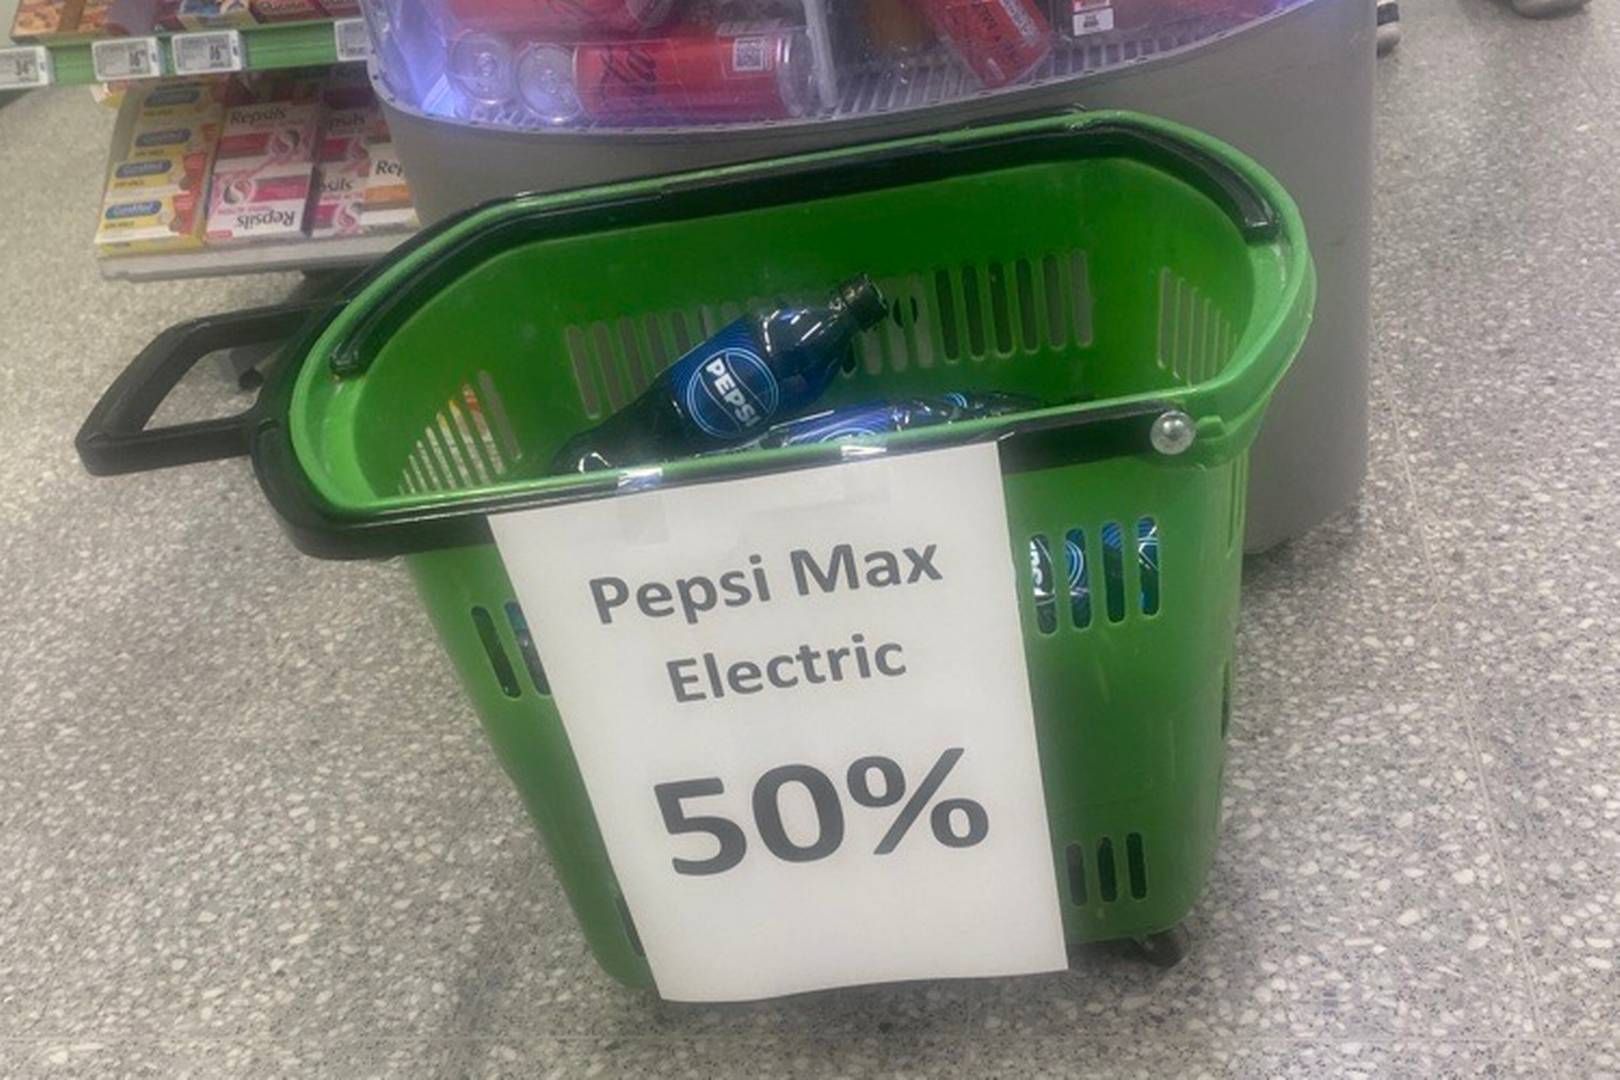 Repsils
Repsils
PEPSI
Pepsi Max
Electric
50%